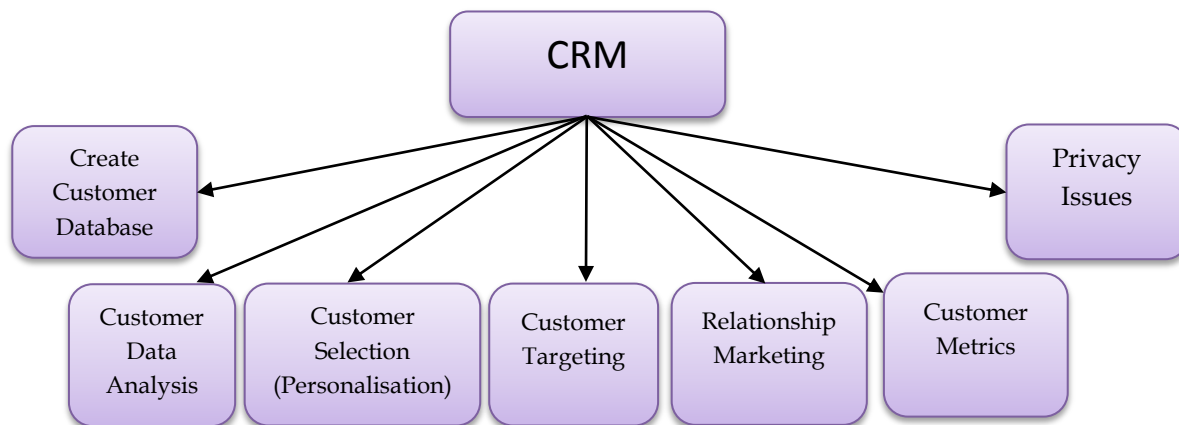 CRM
Create
Customer
Database
Privacy
Issues
Customer
Data
Analysis
Customer
Selection
(Personalisation)
Customer
Targeting
Relationship
Marketing
Customer
Metrics